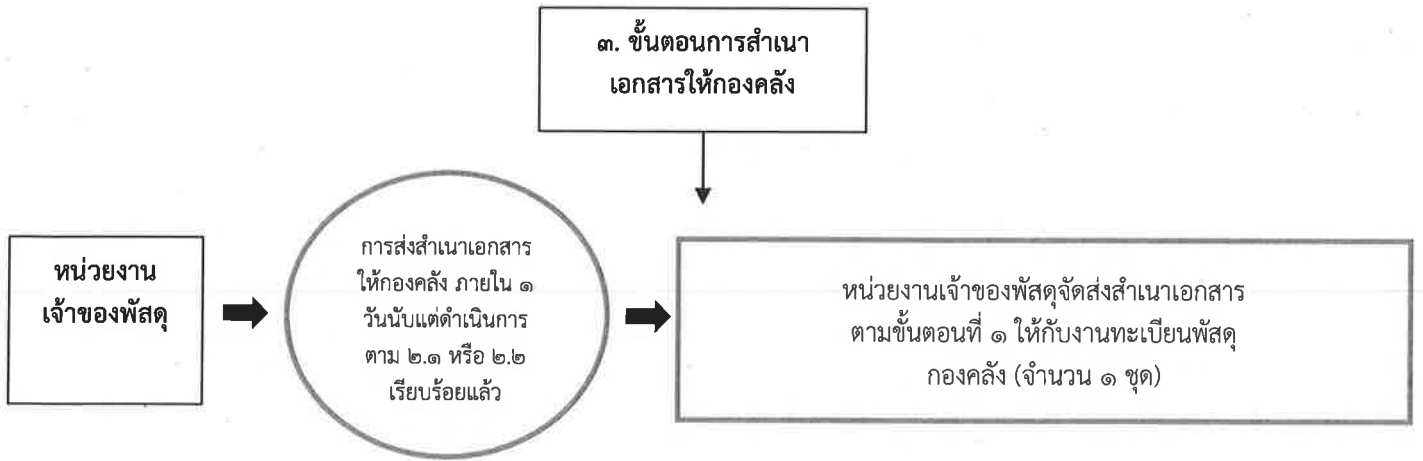 ๓. ขั้นตอนการสำเนา
เอกสารให้กองคลัง
หน่วยงาน
เจ้าของพัสดุ
การส่งสำเนาเอกสาร
ให้กองคลัง ภายใน ๑
วันนับแต่ดำเนินการ
ตาม ๒.๑ หรือ ๒.๒
เรียบร้อยแล้ว
หน่วยงานเจ้าของพัสดุจัดส่งสำเนาเอกสาร
ตามขั้นตอนที่ ๑ ให้กับงานทะเบียนพัสดุ
กองคลัง (จำนวน ๑ ชุด)